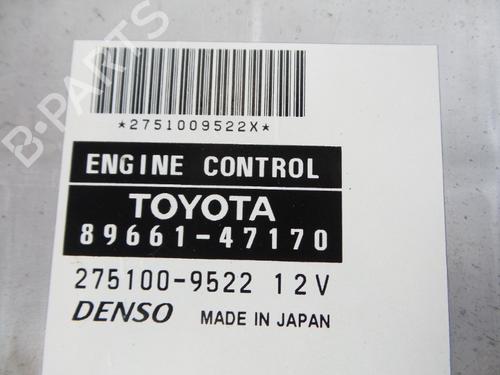 B-PARTS
*2751009522X*
ENGINE CONTROL
TOYOTA
89661-47170
275100-9522 12V
DENSO MADE IN JAPAN